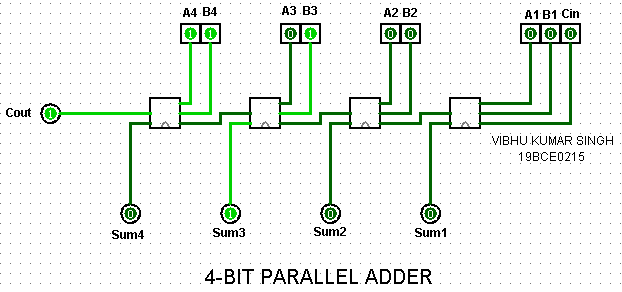 A4 B4 A3 B3 A2 B2 A1 B1 Cin
1 1 0 1 0 0 0 0 0
Cout 1
VIBHU KUMAR SINGH
19BCE0215
0 1 0 0
Sum4 Sum3 Sum2 Sum1
4-BIT PARALLEL ADDER